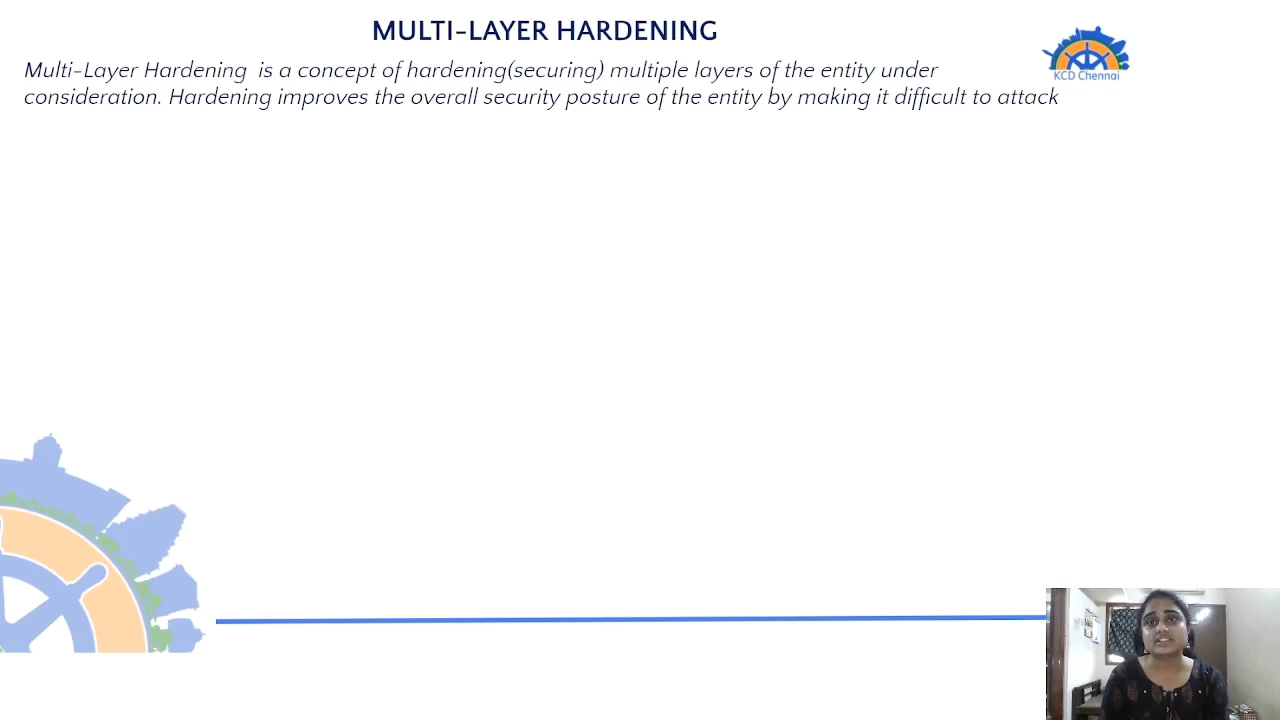 MULTI-LAYER HARDENING
KCD Chennai
Multi-Layer Hardening is a concept of Hardening(securing) multiple layers of the entity under
consideration. Hardening improves the overall security posture of the entity by making it difficult to attack